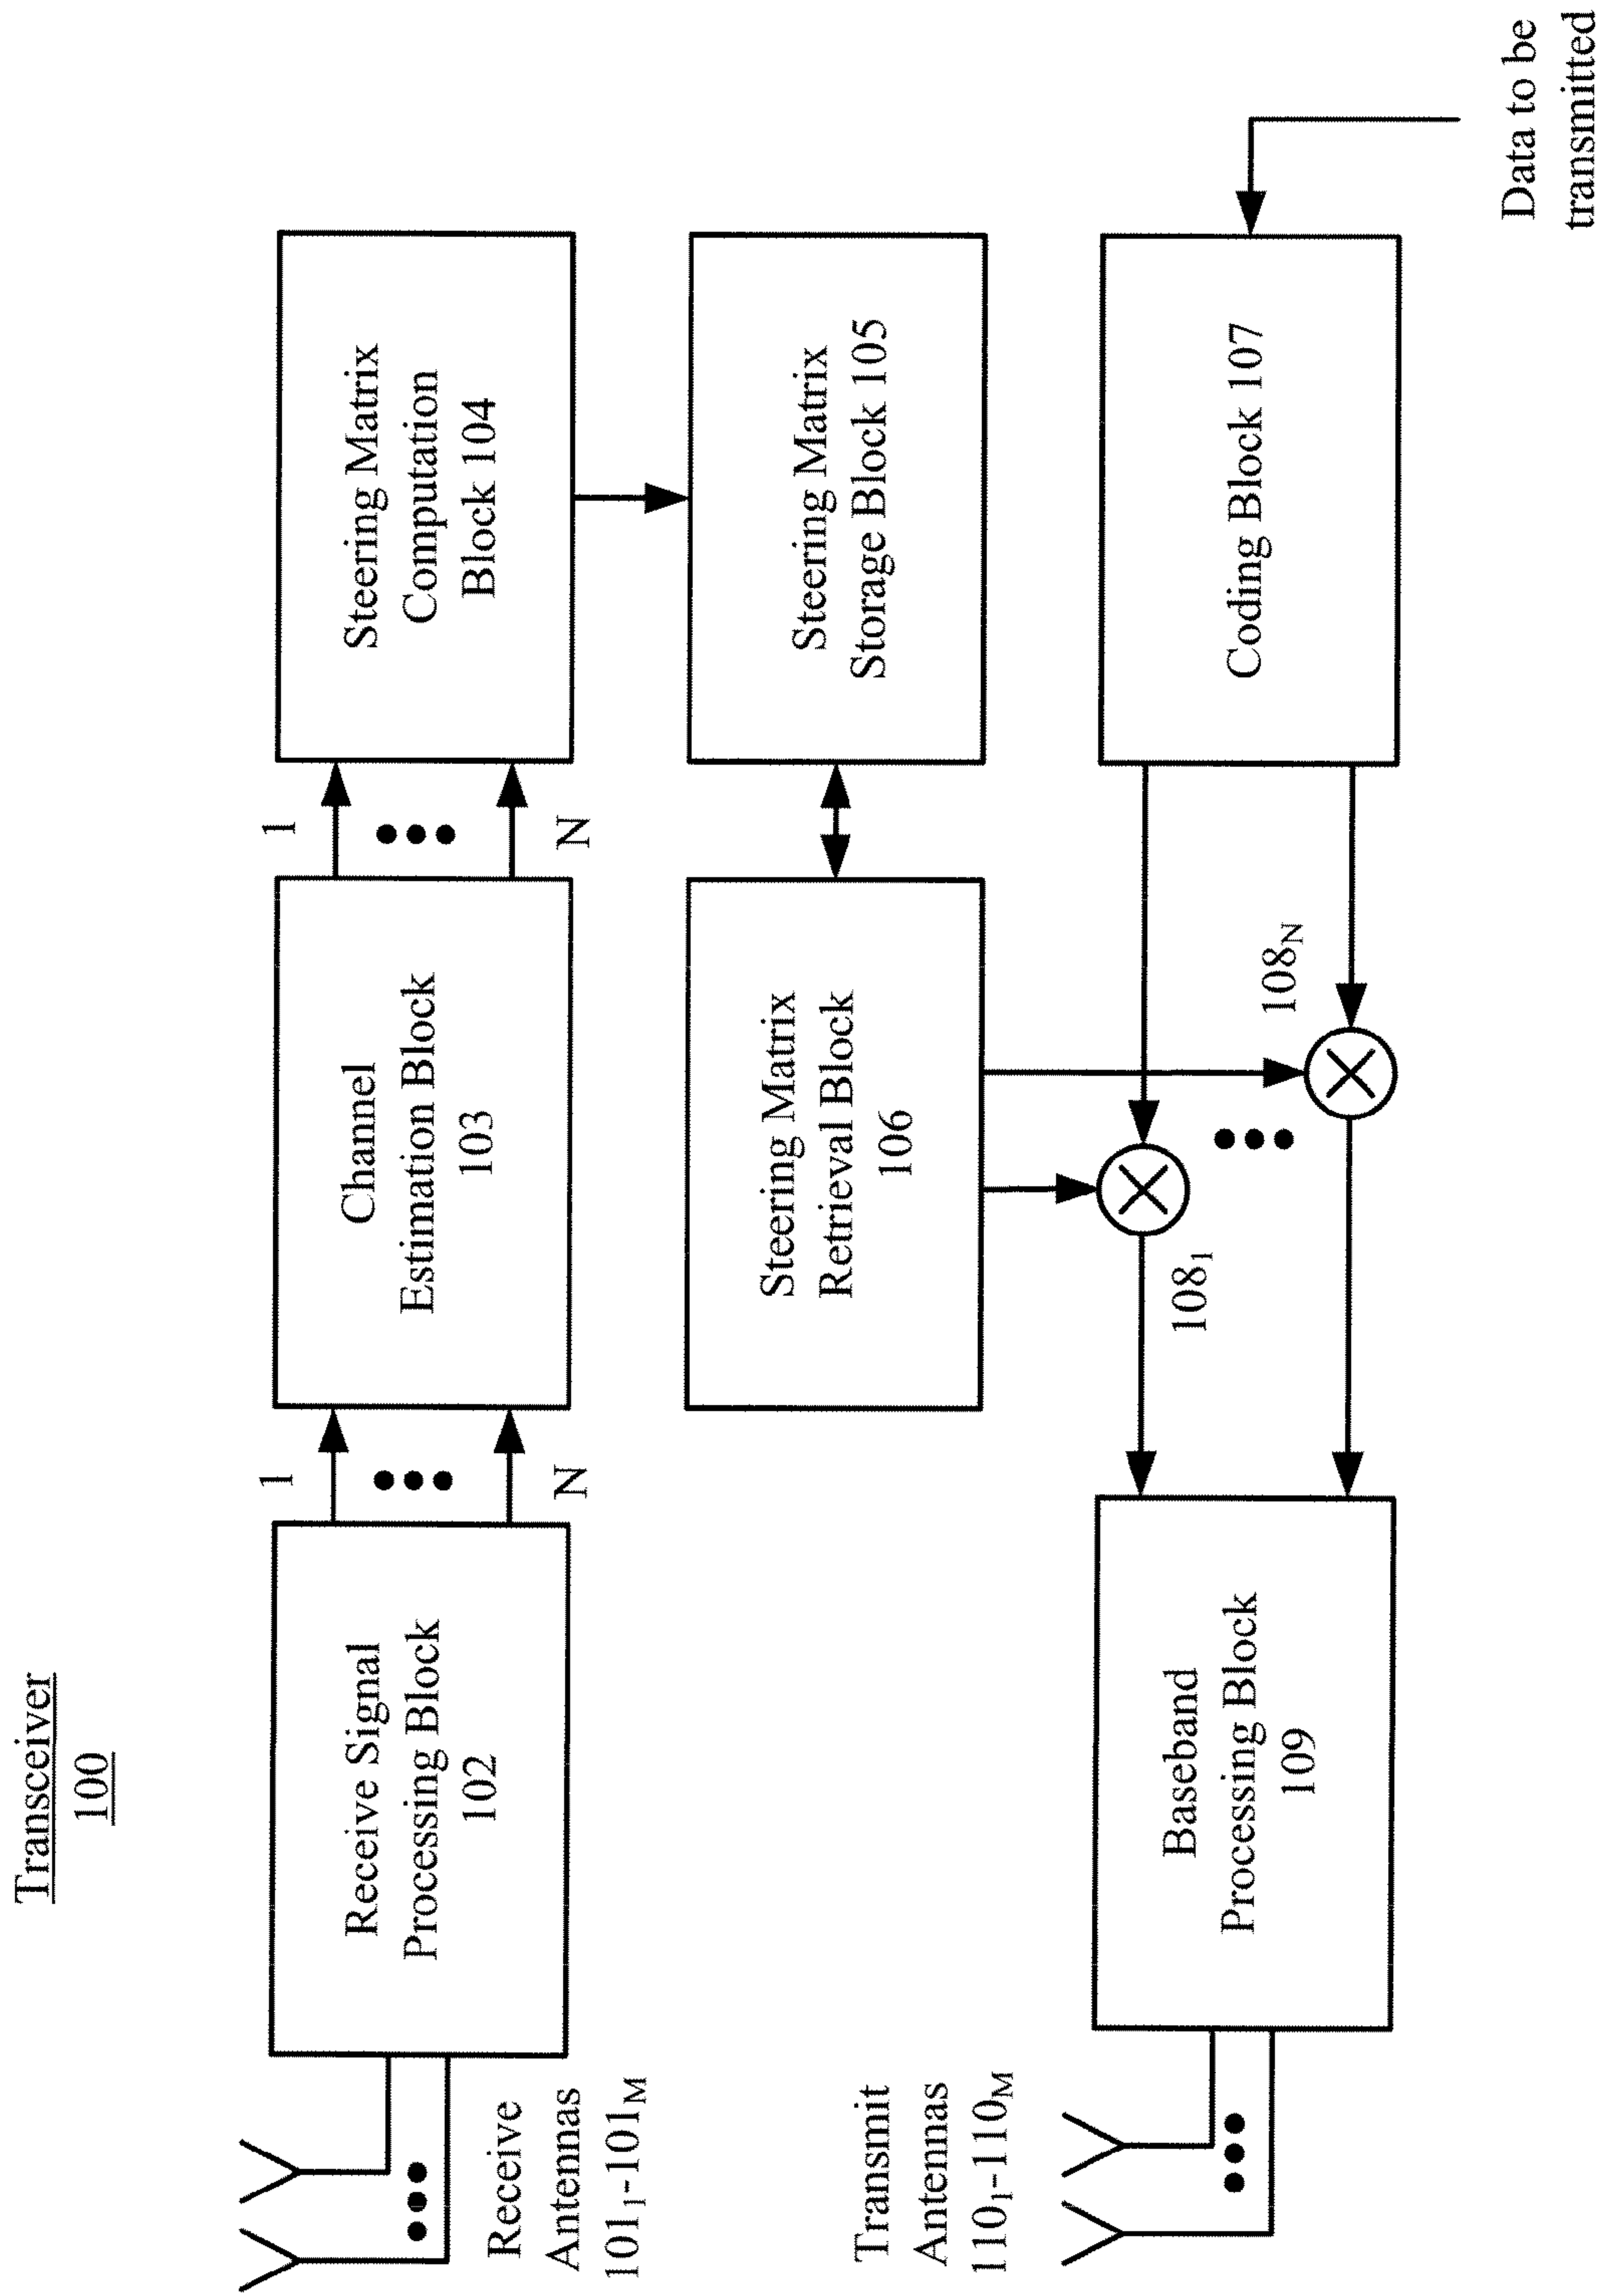 Transceiver
100
Receive Signal
Processing Block
102
1
N
Channel
Estimation Block
103
1
N
Steering Matrix
Computation
Block 104
Receive
Antennas
101₁-101M
Steering Matrix
Retrieval Block
106
Steering Matrix
Storage Block 105
Transmit
Antennas
110₁-110M
Baseband
Processing Block
109
108₁
108N
Coding Block 107
Data to be
transmitted